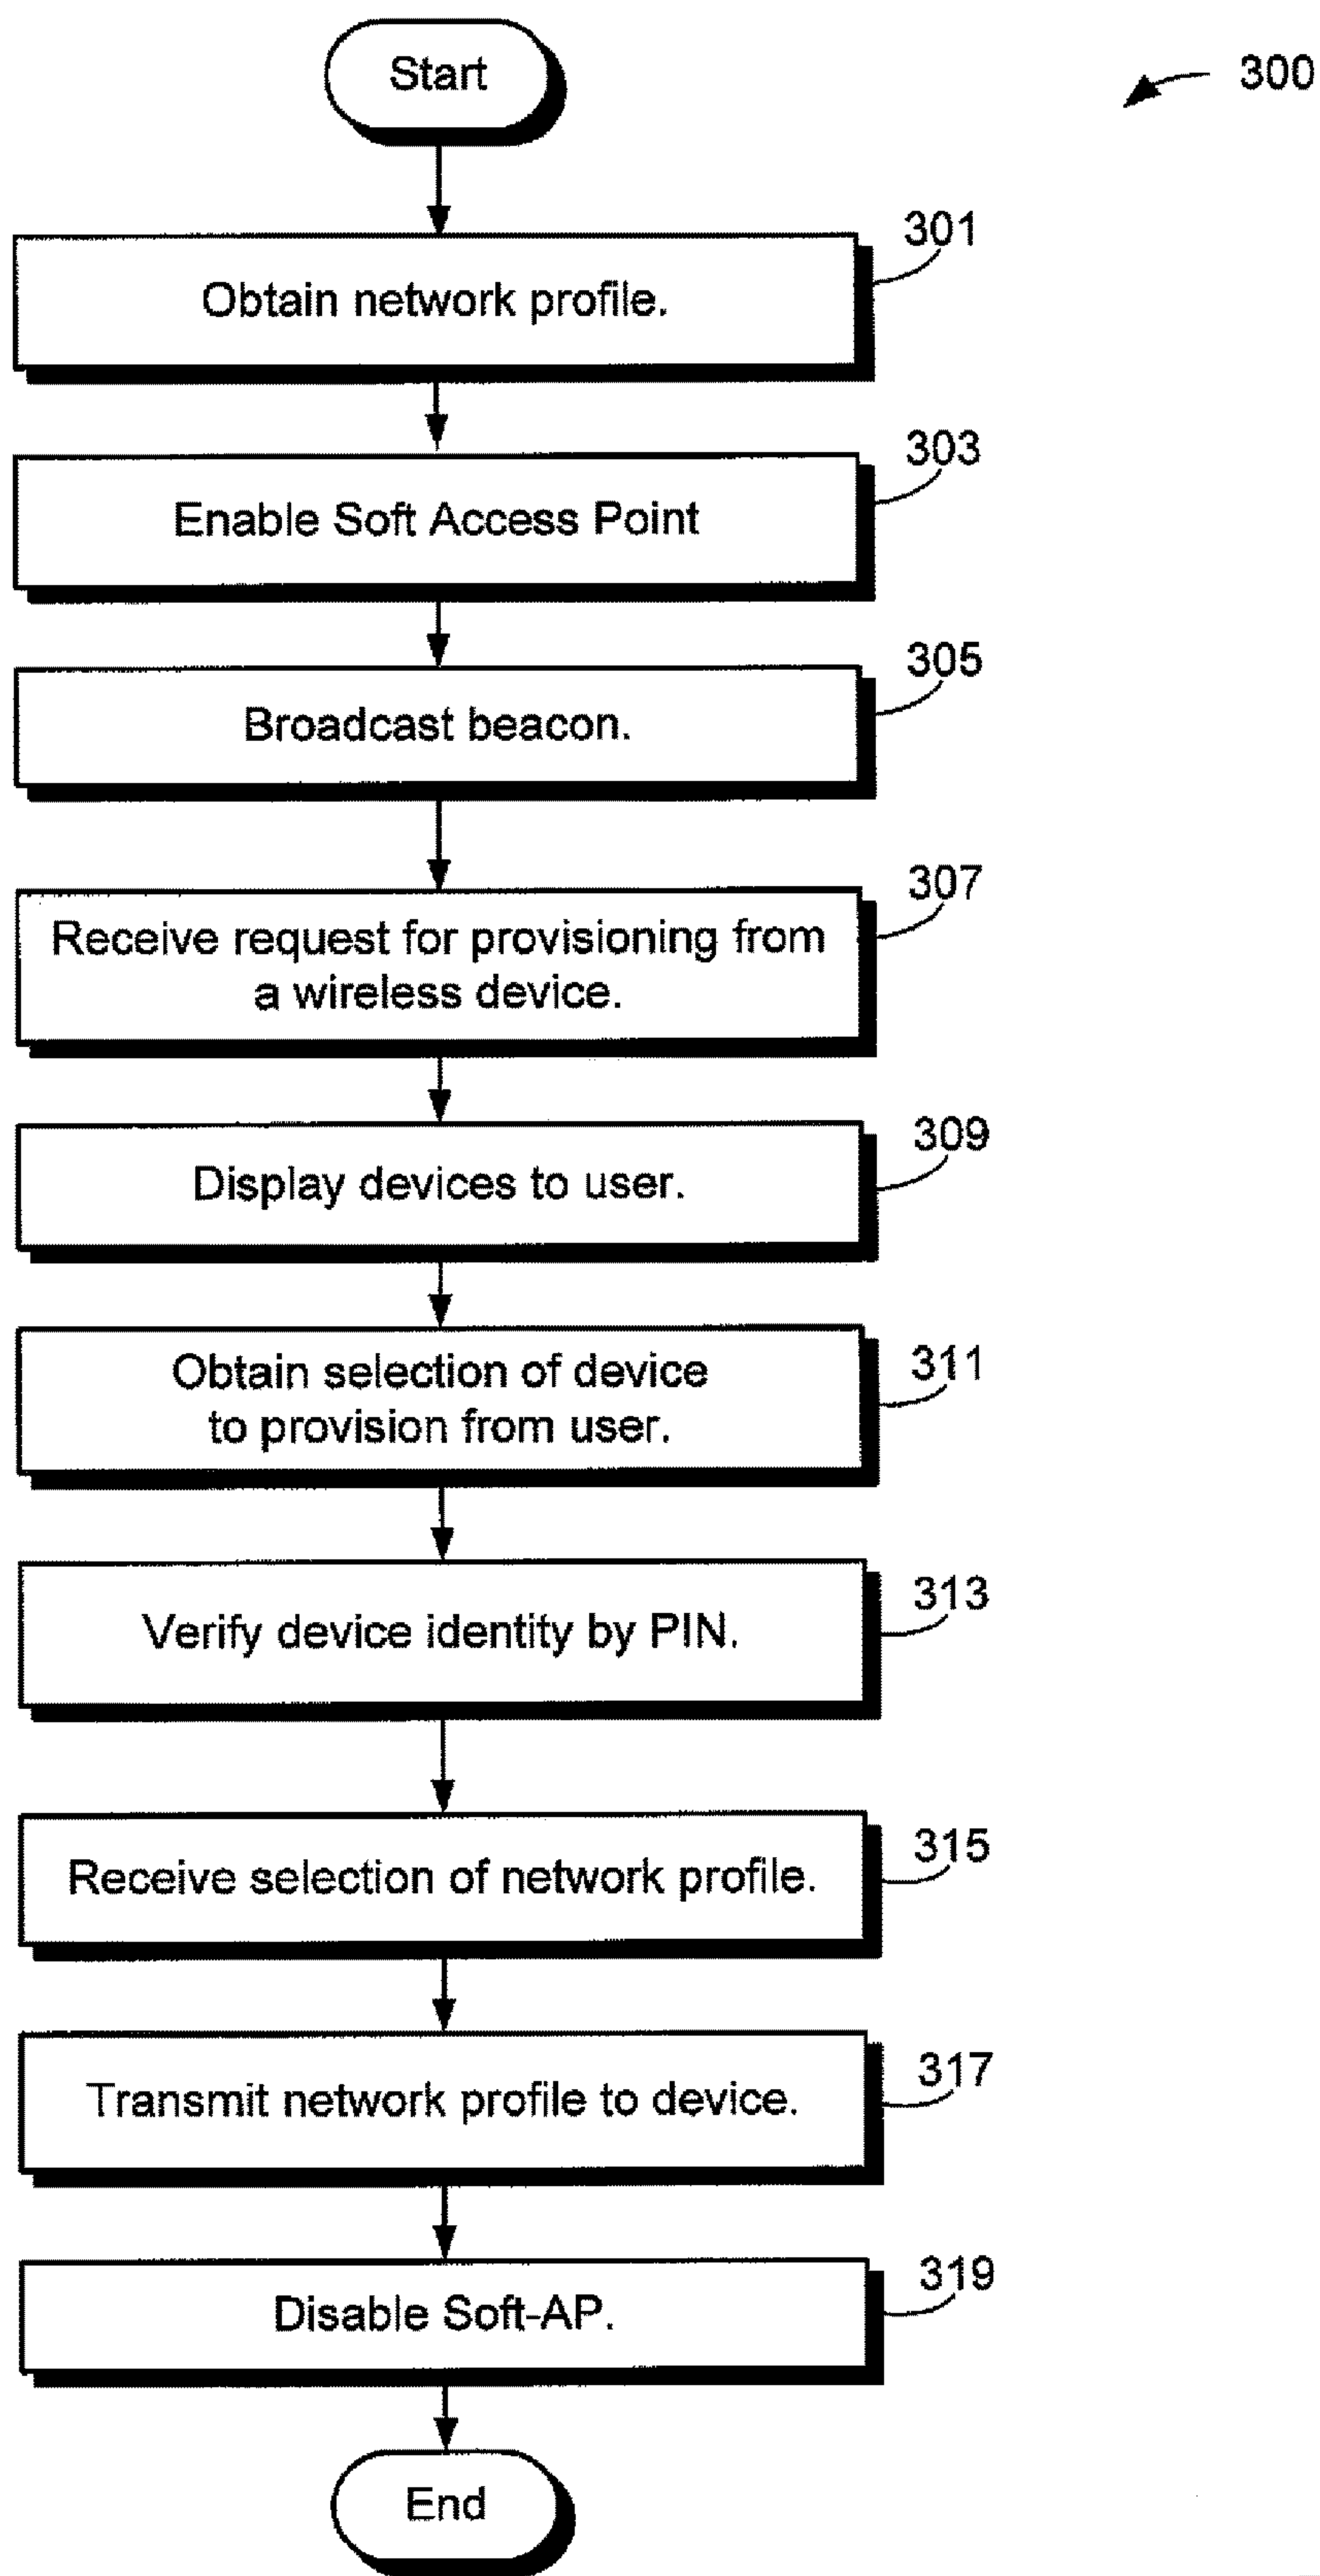 Start
300
301
Obtain network profile.
303
Enable Soft Access Point
305
Broadcast beacon.
307
Receive request for provisioning from
a wireless device.
309
Display devices to user.
311
Obtain selection of device
to provision from user.
313
Verify device identity by PIN.
315
Receive selection of network profile.
317
Transmit network profile to device.
319
Disable Soft-AP.
End